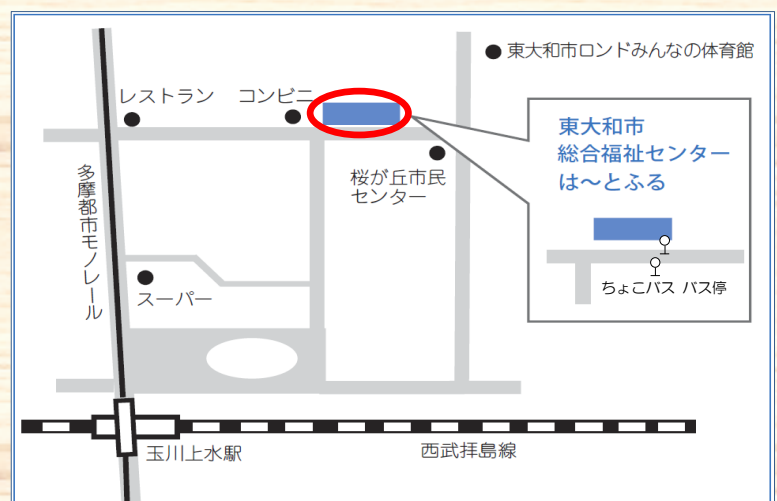 東大和市ロンドみんなの体育館
レストラン
コンビニ
東大和市
総合福祉センター
は～とふる
桜が丘市民
センター
多摩都市モノレール
スーパー
ちょこバス バス停
玉川上水駅
西武拝島線